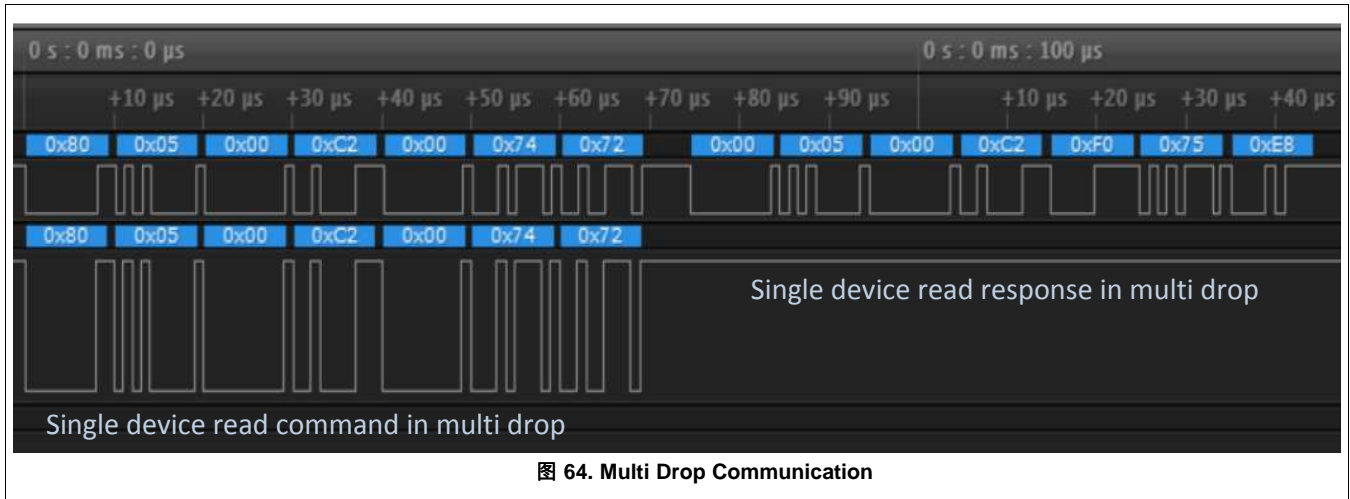 0 s : 0 ms : 0 µs 0 s : 0 ms : 100 µs
+10 µs +20 µs +30 µs +40 µs +50 µs +60 µs +70 µs +80 µs +90 µs +10 µs +20 µs +30 µs +40 µs
0x80 0x05 0x00 0xC2 0x00 0x74 0x72 0x00 0x05 0x00 0xC2 0xF0 0x75 0xE8
0x80 0x05 0x00 0xC2 0x00 0x74 0x72
Single device read response in multi drop
Single device read command in multi drop
图 64. Multi Drop Communication